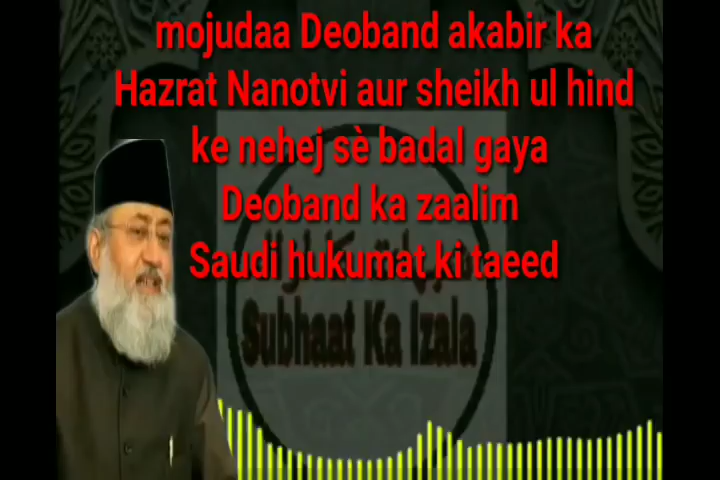 mojudaa Deoband akabir ka
Hazrat Nanotvi aur sheikh ul hind
ke nehej sè badal gaya
Deoband ka zaalim
Saudi hukumat ki taeed
Subhaat Ka Izala